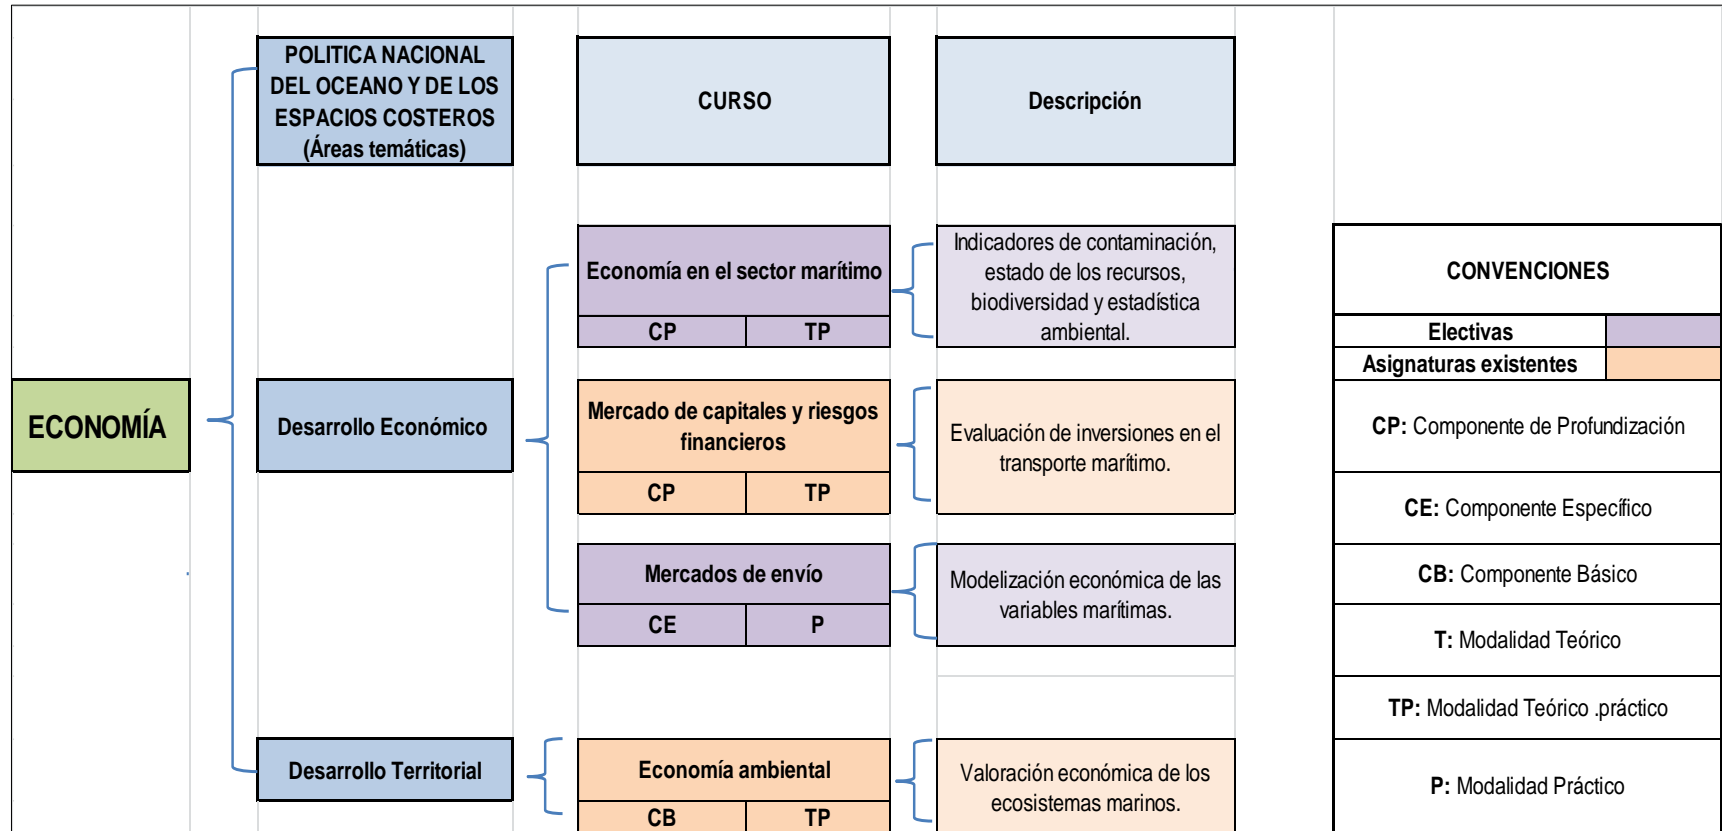 POLITICA NACIONAL
DEL OCEANO Y DE LOS
ESPACIOS COSTEROS
(Áreas temáticas)
CURSO
Descripción
ECONOMÍA
Desarrollo Económico
Economía en el sector marítimo
CP
TP
Indicadores de contaminación,
estado de los recursos,
biodiversidad y estadística
ambiental.
Mercado de capitales y riesgos
financieros
CP
TP
Evaluación de inversiones en el
transporte marítimo.
Mercados de envío
CE
P
Modelización económica de las
variables marítimas.
Desarrollo Territorial
Economía ambiental
CB
TP
Valoración económica de los
ecosistemas marinos.
CONVENCIONES
Electivas
Asignaturas existentes
CP: Componente de Profundización
CE: Componente Específico
CB: Componente Básico
T: Modalidad Teórico
TP: Modalidad Teórico .práctico
P: Modalidad Práctico